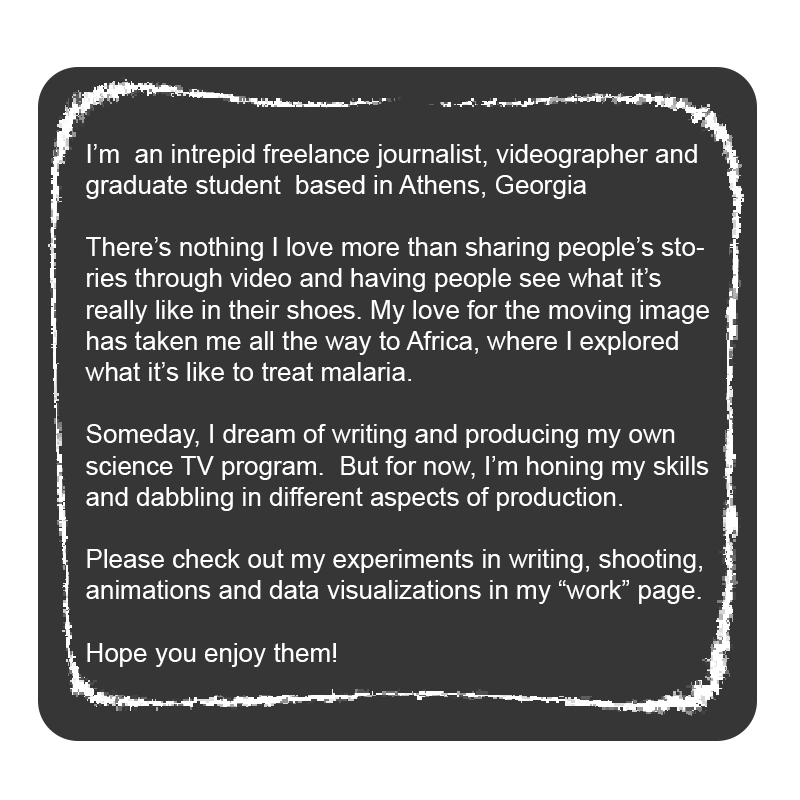 I’m  an intrepid freelance journalist, videographer and
graduate student  based in Athens, Georgia
There’s nothing I love more than sharing people’s sto-
ries through video and having people see what it’s
really like in their shoes. My love for the moving image
has taken me all the way to Africa, where I explored
what it’s like to treat malaria.
Someday, I dream of writing and producing my own
science TV program.  But for now, I’m honing my skills
and dabbling in different aspects of production.
Please check out my experiments in writing, shooting,
animations and data visualizations in my “work” page.
Hope you enjoy them!